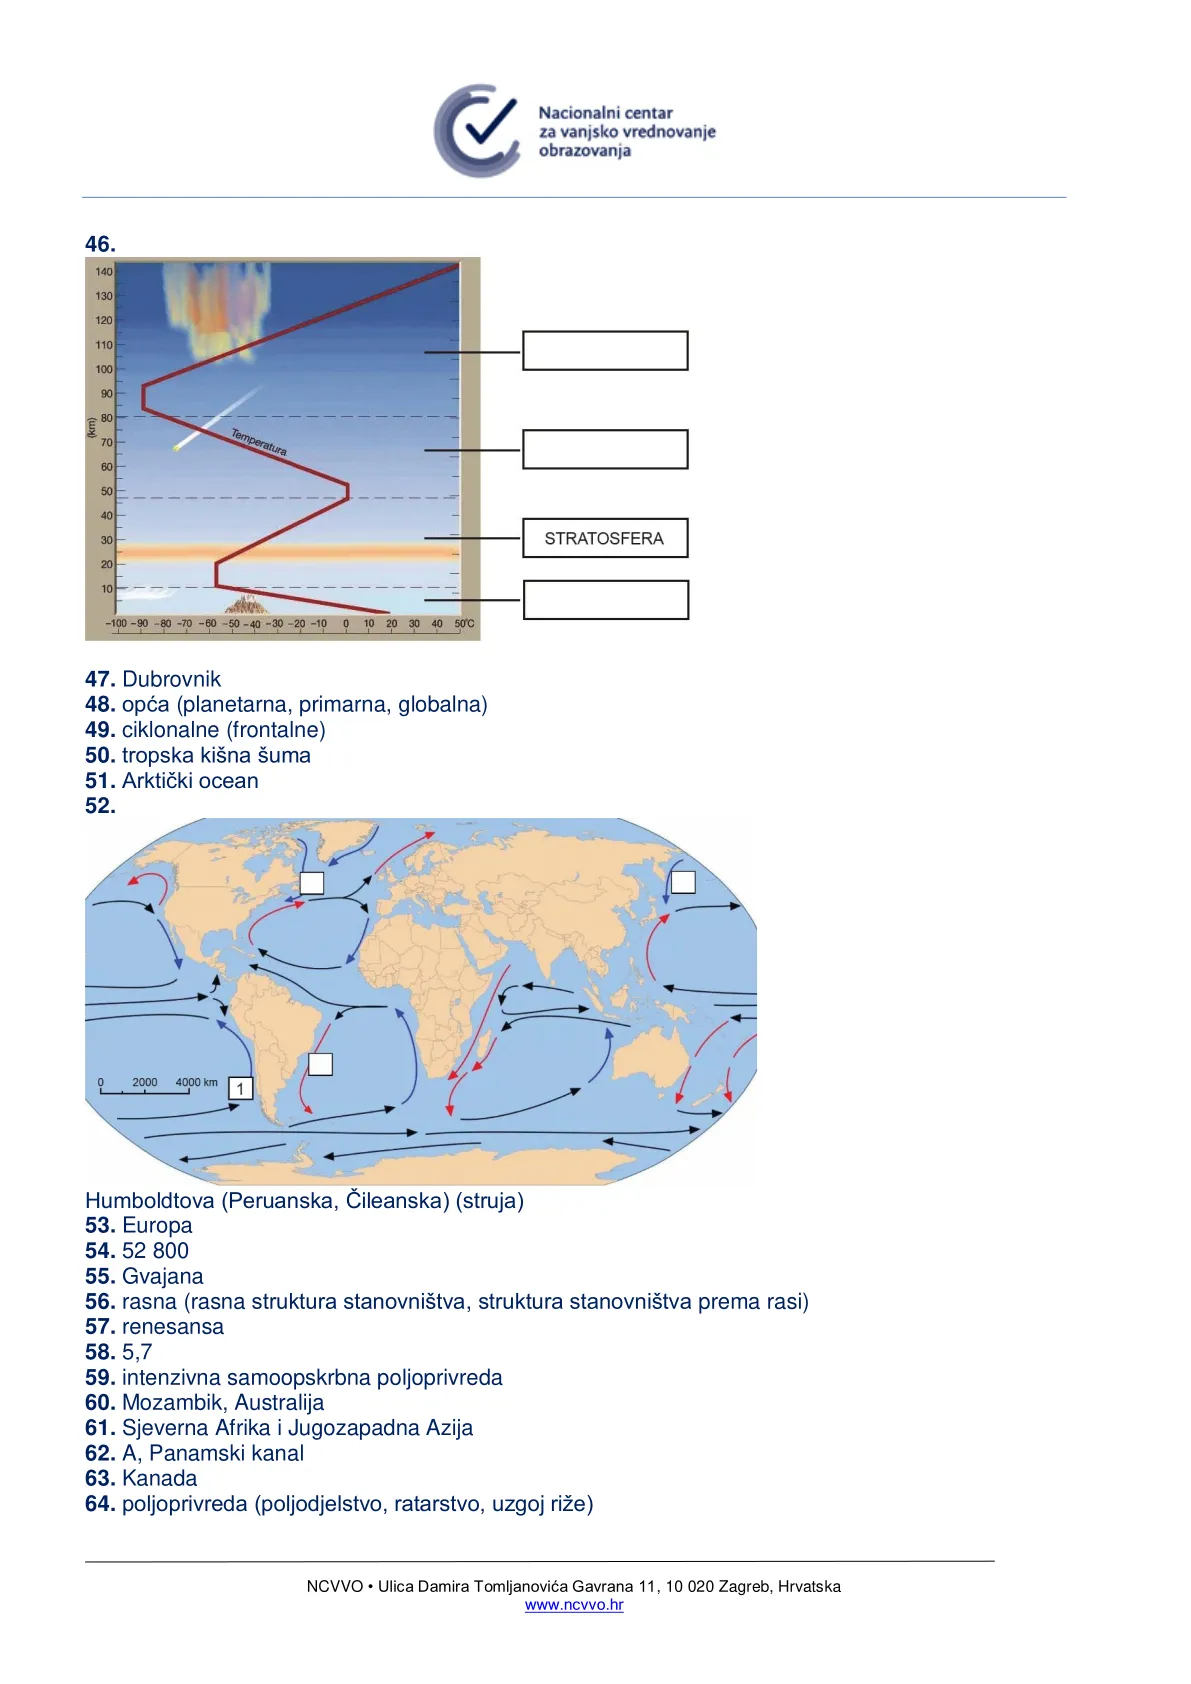 Nacionalni centar
za vanjsko vrednovanje
obrazovanja
46.
140
130
120
110
100
90
80
70
60
50
40
30
20
10
(km)
Temperatura
STRATOSFERA
-100 -90 -80 -70 -60 -50 -40 -30 -20 -10 0 10 20 30 40 50°C
47. Dubrovnik
48. opća (planetarna, primarna, globalna)
49. ciklonalne (frontalne)
50. tropska kišna šuma
51. Arktički ocean
52.
0 2000 4000 km
1
Humboldtova (Peruanska, Čileanska) (struja)
53. Europa
54. 52 800
55. Gvajana
56. rasna (rasna struktura stanovništva, struktura stanovništva prema rasi)
57. renesansa
58. 5,7
59. intenzivna samoopskrbna poljoprivreda
60. Mozambik, Australija
61. Sjeverna Afrika i Jugozapadna Azija
62. A, Panamski kanal
63. Kanada
64. poljoprivreda (poljodjelstvo, ratarstvo, uzgoj riže)
NCVVO • Ulica Damira Tomljanovića Gavrana 11, 10 020 Zagreb, Hrvatska
www.ncvvo.hr